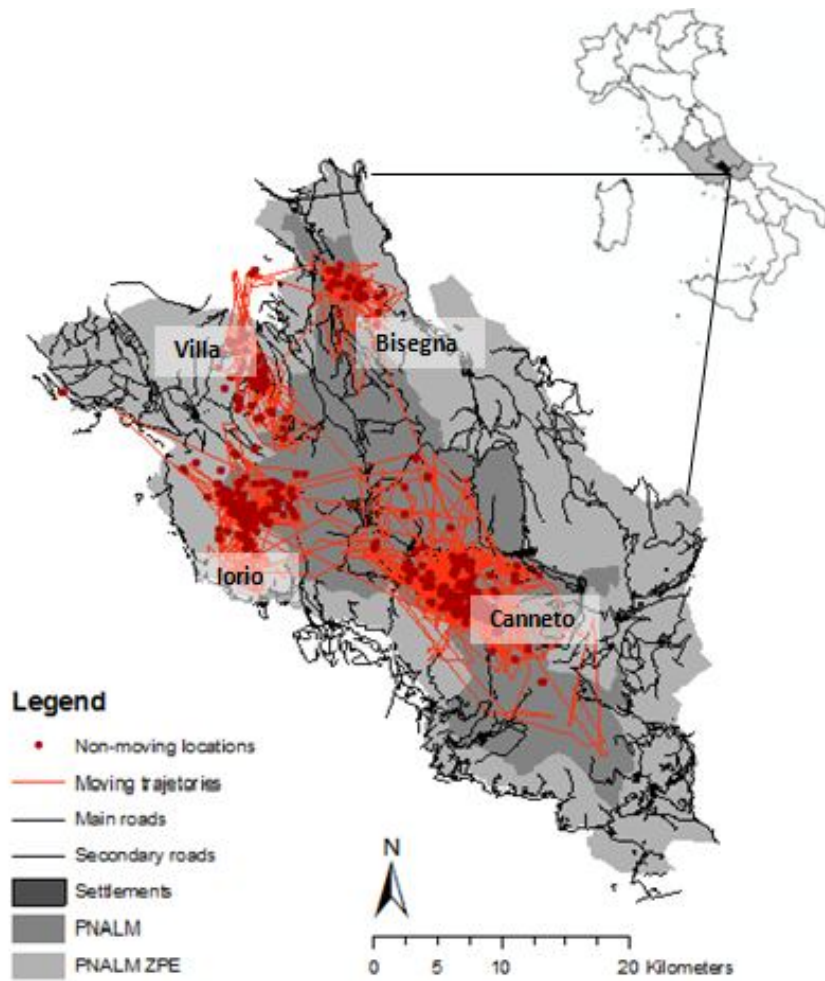 Villa
Bisegna
Iorio
Canneto
Legend
Non-moving locations
Moving trajetories
Main roads
Secondary roads
Settlements
PNALM
PNALM ZPE
N
0 5 10 20 Kilometers